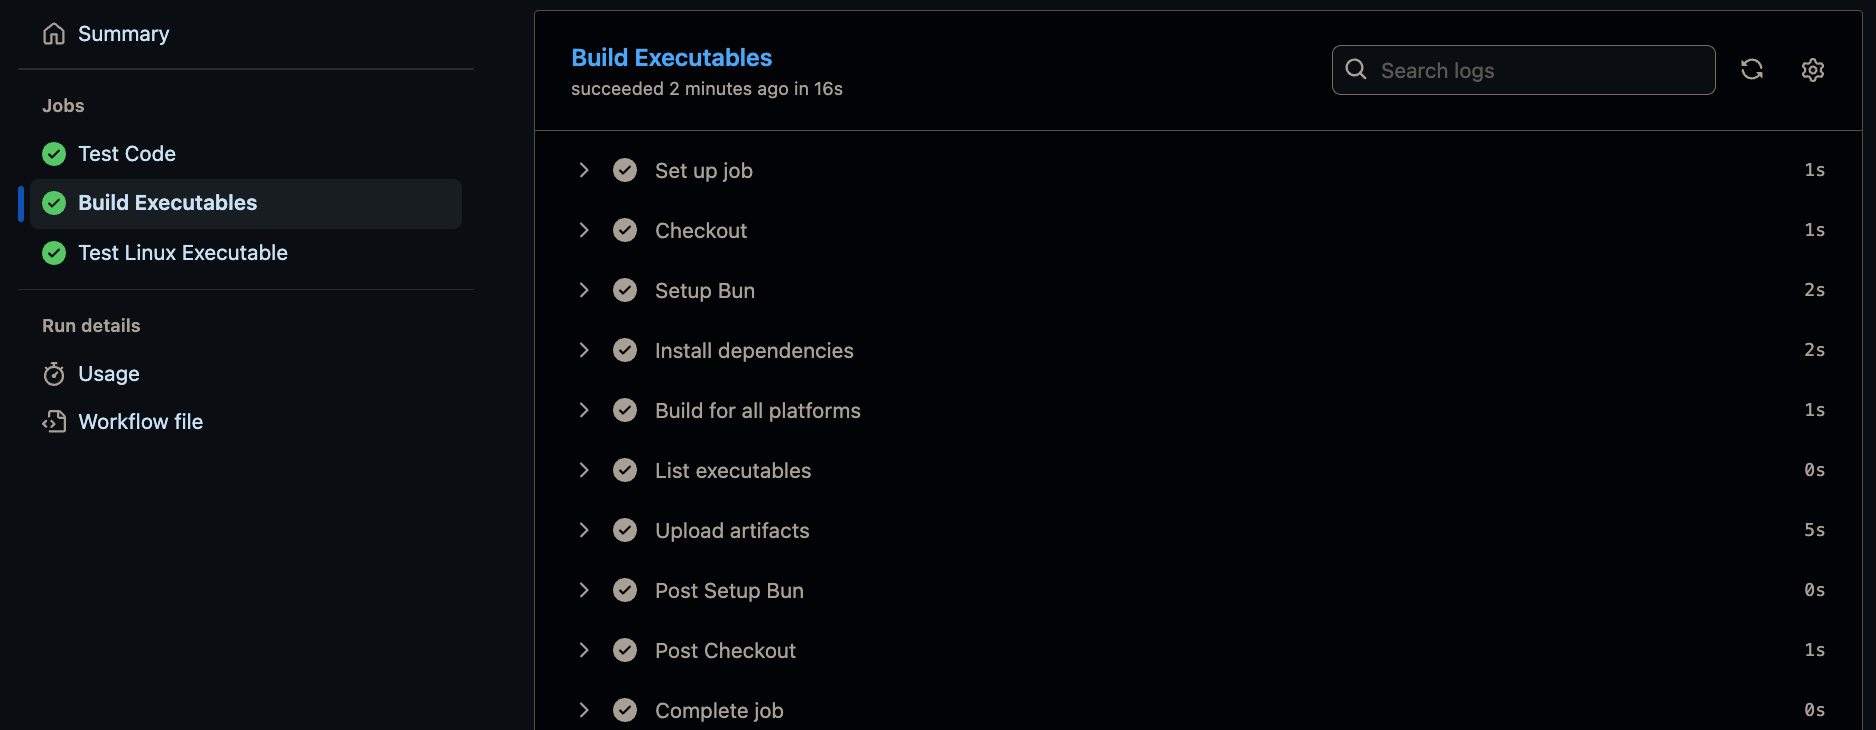 Summary
Jobs
Test Code
Build Executables
Test Linux Executable
Run details
Usage
Workflow file
Build Executables
succeeded 2 minutes ago in 16s
Search logs
Set up job 1s
Checkout 1s
Setup Bun 2s
Install dependencies 2s
Build for all platforms 1s
List executables 0s
Upload artifacts 5s
Post Setup Bun 0s
Post Checkout 1s
Complete job 0s